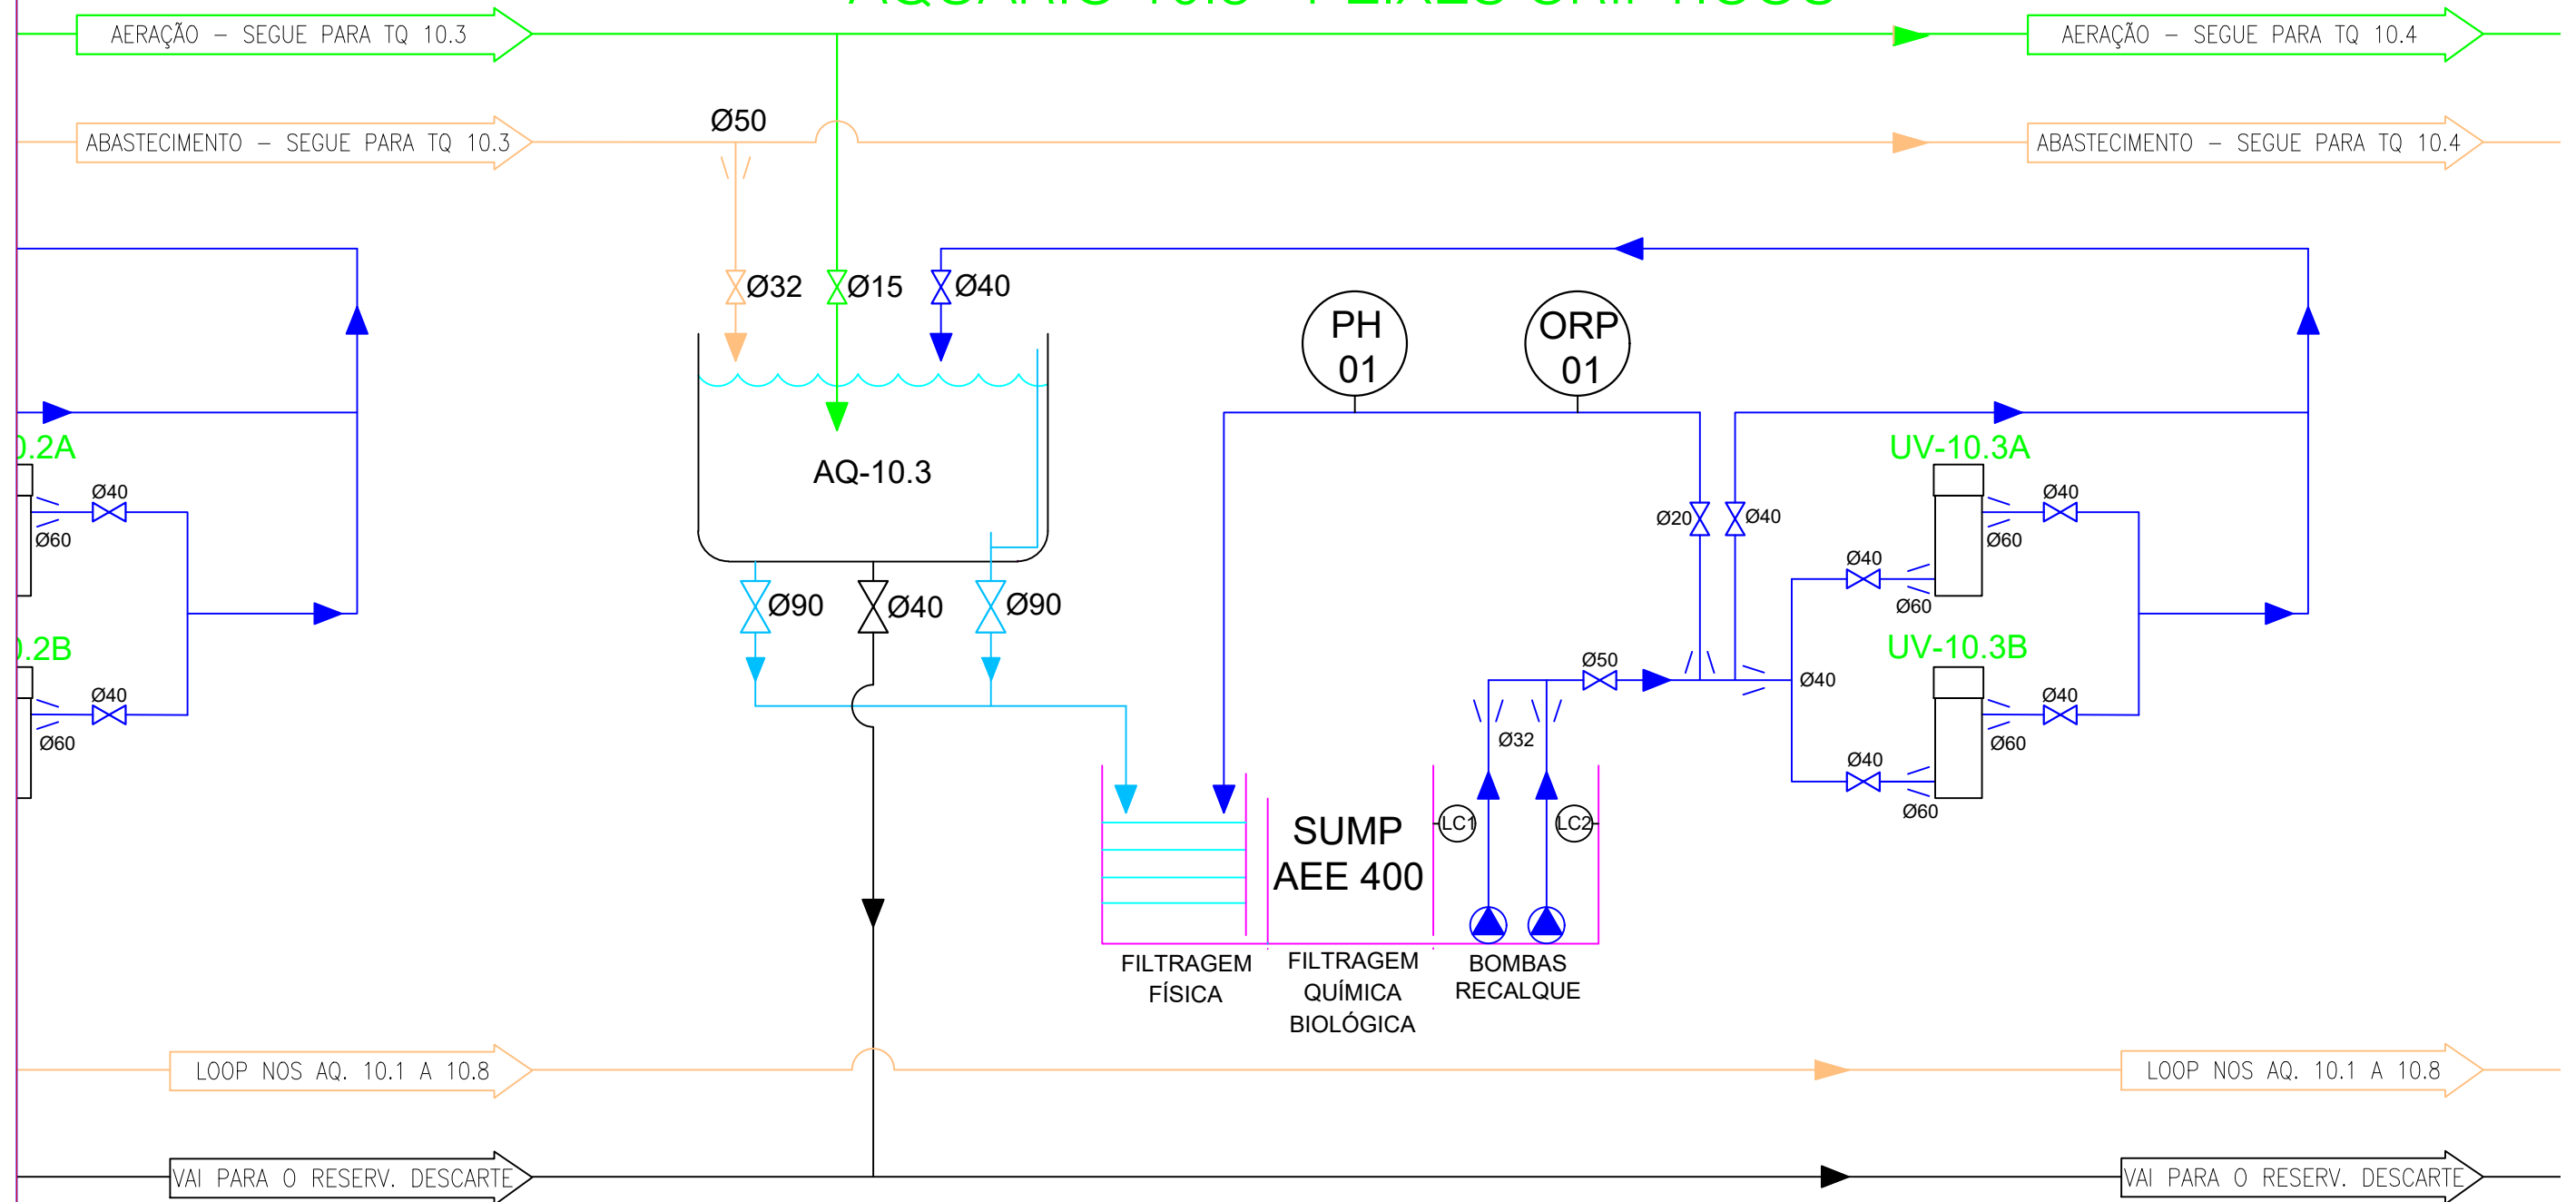 AERAÇÃO - SEGUE PARA TQ 10.3
AERAÇÃO - SEGUE PARA TQ 10.4
Ø50
ABASTECIMENTO - SEGUE PARA TQ 10.3
ABASTECIMENTO - SEGUE PARA TQ 10.4
Ø32
Ø15
Ø40
PH
01
ORP
01
0.2A
UV-10.3A
AQ-10.3
Ø40
Ø40
Ø20
Ø40
Ø60
Ø60
Ø40
Ø60
Ø90
Ø40
Ø90
0.2B
UV-10.3B
Ø50
Ø40
Ø40
Ø40
Ø60
Ø32
Ø60
Ø40
Ø60
LC1
LC2
SUMP
AEE 400
FILTRAGEM
FÍSICA
FILTRAGEM
QUÍMICA
BIOLÓGICA
BOMBAS
RECALQUE
LOOP NOS AQ. 10.1 A 10.8
LOOP NOS AQ. 10.1 A 10.8
VAI PARA O RESERV. DESCARTE
VAI PARA O RESERV. DESCARTE